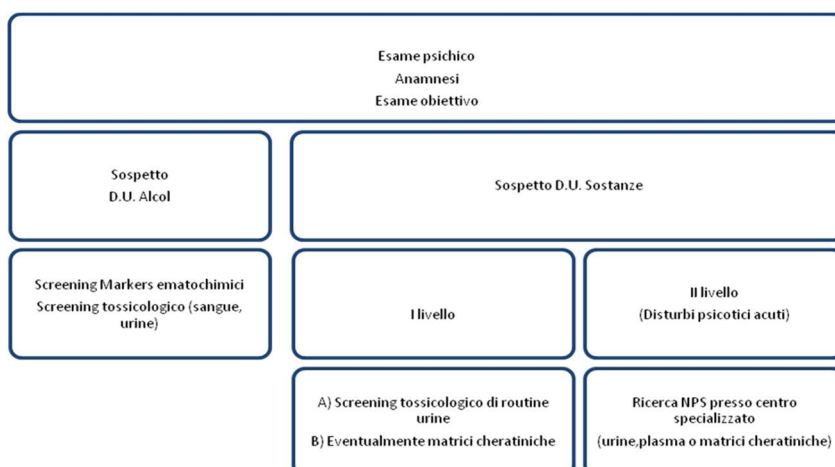 Esame psichico
Anamnesi
Esame obiettivo
Sospetto
D.U. Alcol
Sospetto D.U. Sostanze
Screening Markers ematochimici
Screening tossicologico (sangue,
urine)
I livello
II livello
(Disturbi psicotici acuti)
A) Screening tossicologico di routine
urine
B) Eventualmente matrici cheratiniche
Ricerca NPS presso centro
specializzato
(urine,plasma o matrici cheratiniche)